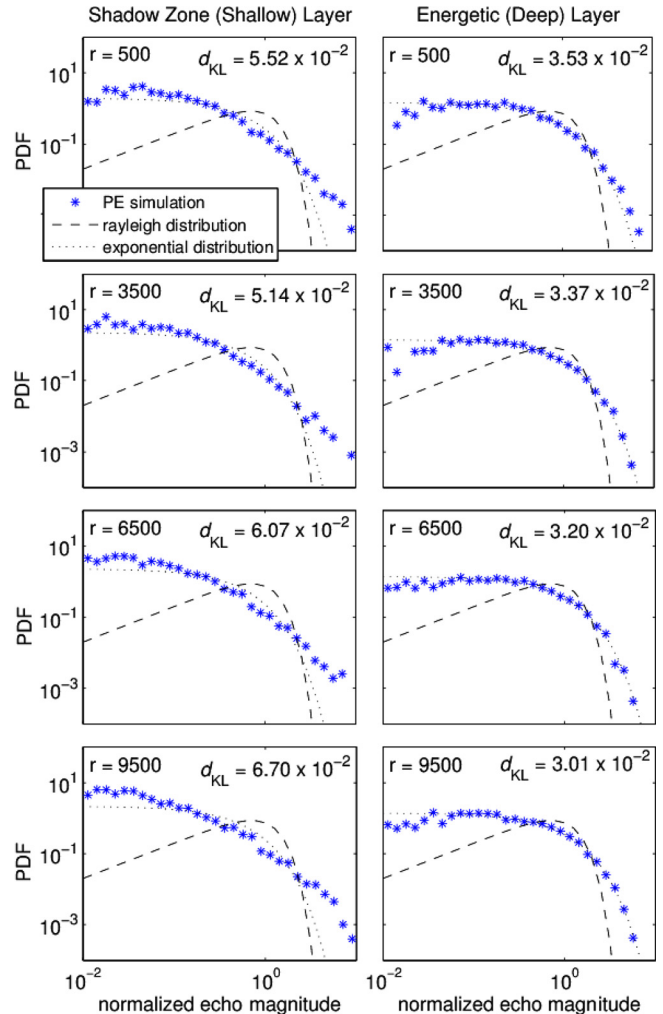 Shadow Zone (Shallow) Layer
Energetic (Deep) Layer
r = 500
d_KL = 5.52 x 10^-2
r = 500
d_KL = 3.53 x 10^-2
10^1
10^-1
PDF
PE simulation
rayleigh distribution
exponential distribution
r = 3500
d_KL = 5.14 x 10^-2
r = 3500
d_KL = 3.37 x 10^-2
10^1
10^-1
10^-3
PDF
r = 6500
d_KL = 6.07 x 10^-2
r = 6500
d_KL = 3.20 x 10^-2
10^1
10^-1
10^-3
PDF
r = 9500
d_KL = 6.70 x 10^-2
r = 9500
d_KL = 3.01 x 10^-2
10^1
10^-1
10^-3
PDF
10^-2 10^0 10^-2 10^0
normalized echo magnitude
normalized echo magnitude